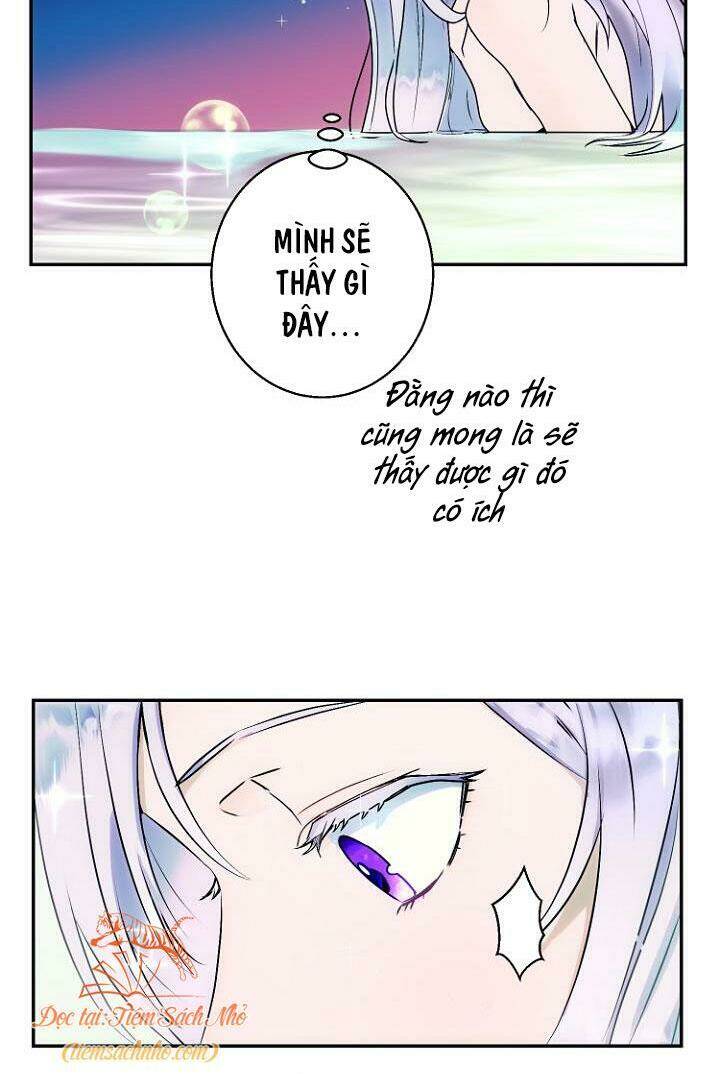 MÌNH SẼ
THẤY GÌ
ĐÂY...
Đằng nào thì
cũng mong là sẽ
thấy được gì đó
có ích
Đọc tại: Tiệm Sách Nhỏ
(tiemsachnho.com)